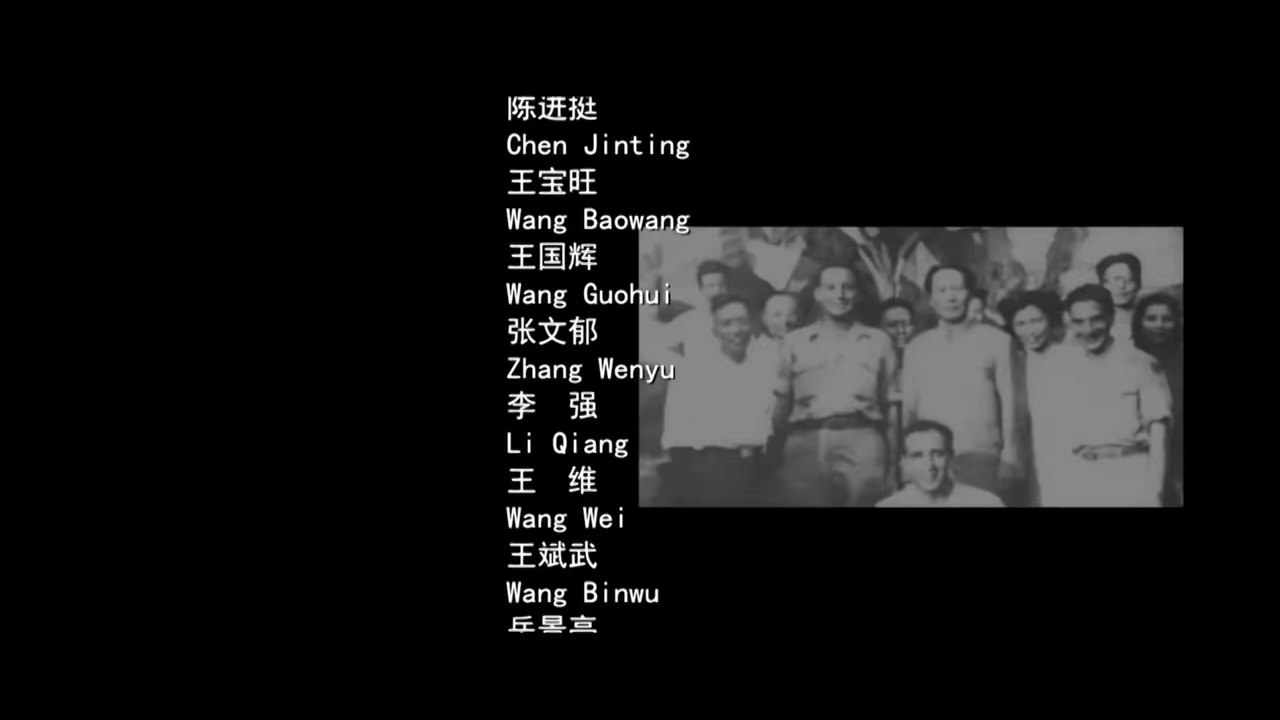 陈进挺
Chen Jinting
王宝旺
Wang Baowang
王国辉
Wang Guohui
张文郁
Zhang Wenyu
李 强
Li Qiang
王 维
Wang Wei
王斌武
Wang Binwu